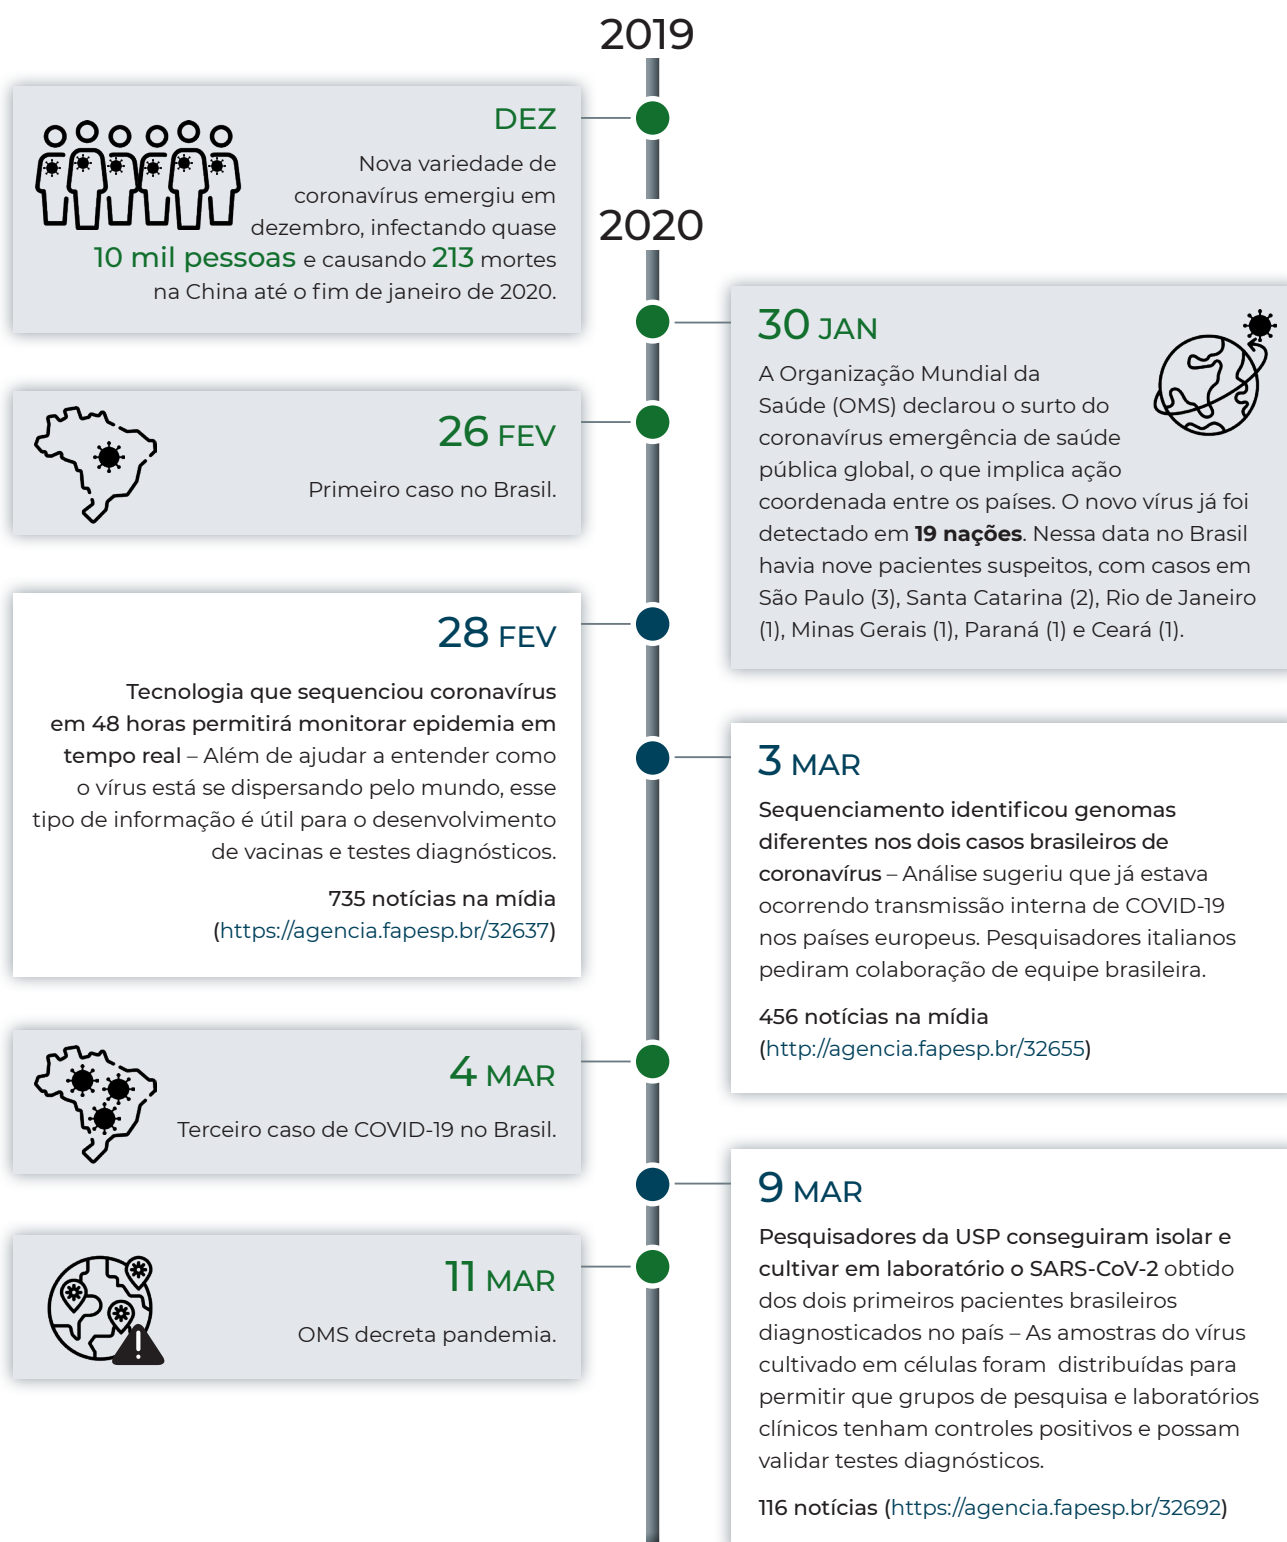 2019
DEZ
Nova variedade de
coronavírus emergiu em
dezembro, infectando quase
10 mil pessoas e causando 213 mortes
na China até o fim de janeiro de 2020.
2020
30 JAN
A Organização Mundial da
Saúde (OMS) declarou o surto do
coronavírus emergência de saúde
pública global, o que implica ação
coordenada entre os países. O novo vírus já foi
detectado em 19 nações. Nessa data no Brasil
havia nove pacientes suspeitos, com casos em
São Paulo (3), Santa Catarina (2), Rio de Janeiro
(1), Minas Gerais (1), Paraná (1) e Ceará (1).
26 FEV
Primeiro caso no Brasil.
28 FEV
Tecnologia que sequenciou coronavírus
em 48 horas permitirá monitorar epidemia em
tempo real – Além de ajudar a entender como
o vírus está se dispersando pelo mundo, esse
tipo de informação é útil para o desenvolvimento
de vacinas e testes diagnósticos.
735 notícias na mídia
(https://agencia.fapesp.br/32637)
3 MAR
Sequenciamento identificou genomas
diferentes nos dois casos brasileiros de
coronavírus – Análise sugeriu que já estava
ocorrendo transmissão interna de COVID-19
nos países europeus. Pesquisadores italianos
pediram colaboração de equipe brasileira.
456 notícias na mídia
(http://agencia.fapesp.br/32655)
4 MAR
Terceiro caso de COVID-19 no Brasil.
9 MAR
Pesquisadores da USP conseguiram isolar e
cultivar em laboratório o SARS-CoV-2 obtido
dos dois primeiros pacientes brasileiros
diagnosticados no país – As amostras do vírus
cultivado em células foram  distribuídas para
permitir que grupos de pesquisa e laboratórios
clínicos tenham controles positivos e possam
validar testes diagnósticos.
116 notícias (https://agencia.fapesp.br/32692)
11 MAR
OMS decreta pandemia.